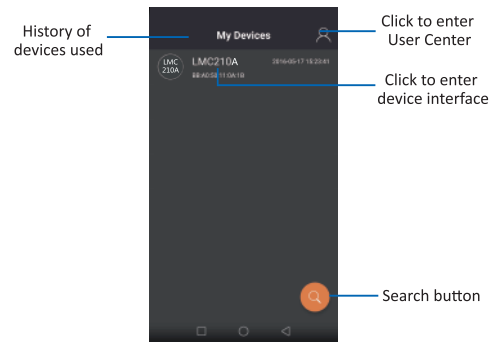 History of
devices used
My Devices
Click to enter
User Center
LMC
210A
LMC210A
2016-05-17 15:23:41
Click to enter
device interface
Search button